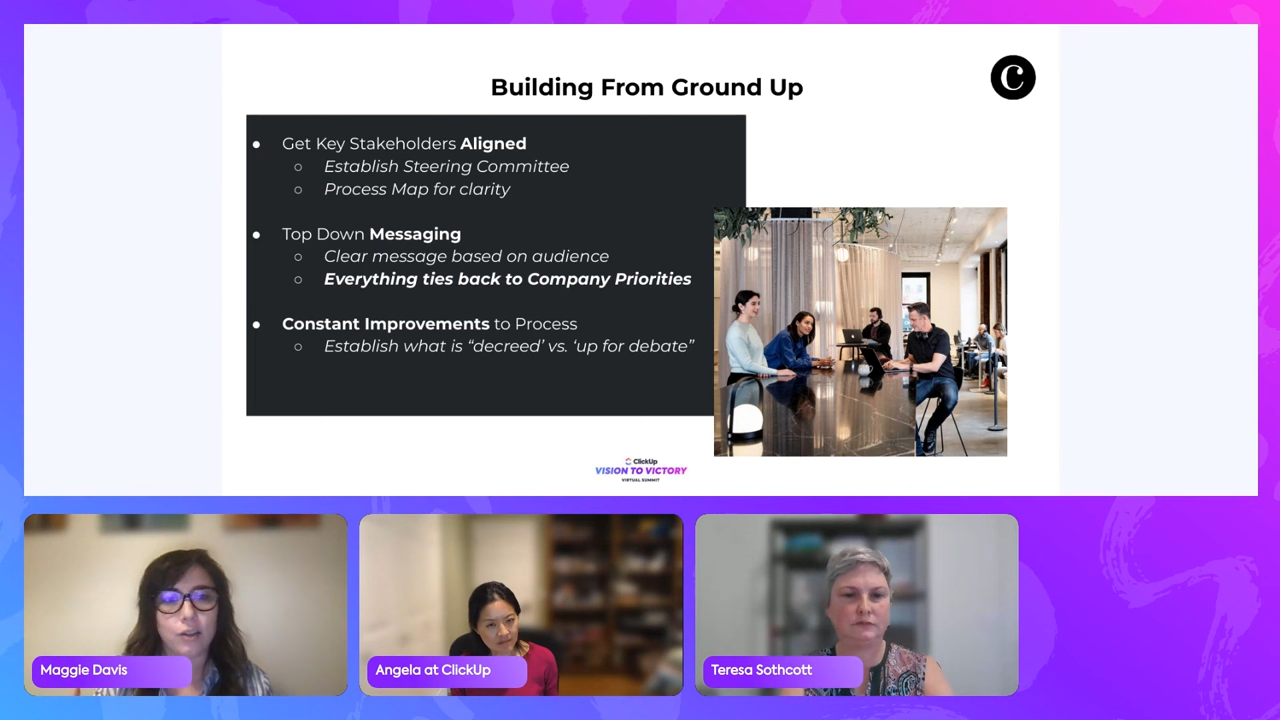 Building From Ground Up
C
● Get Key Stakeholders Aligned
○ Establish Steering Committee
○ Process Map for clarity
● Top Down Messaging
○ Clear message based on audience
○ Everything ties back to Company Priorities
● Constant Improvements to Process
○ Establish what is “decreed’ vs. ‘up for debate”
ClickUp
VISION TO VICTORY
VIRTUAL SUMMIT
Maggie Davis
Angela at ClickUp
Teresa Sothcott